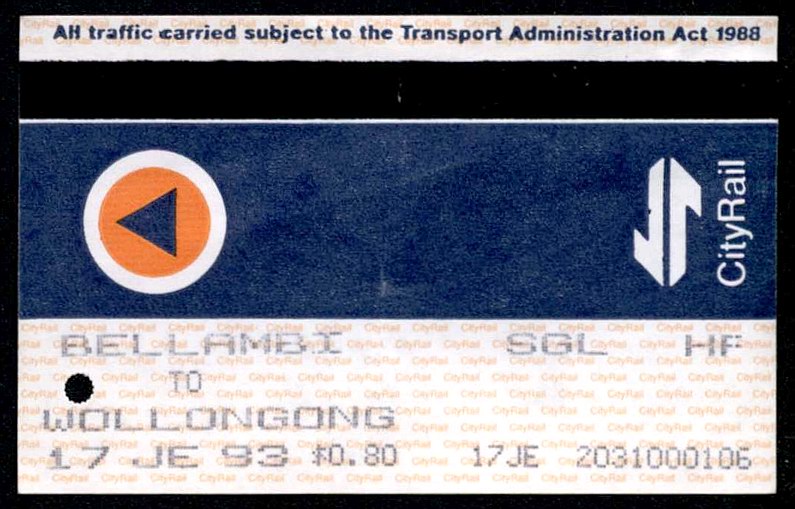 All traffic carried subject to the Transport Administration Act 1988
CityRail
BELLAMBI SGL HF
TO
WOLLONGONG
17 JE 93 $0.80 17JE 2031000106